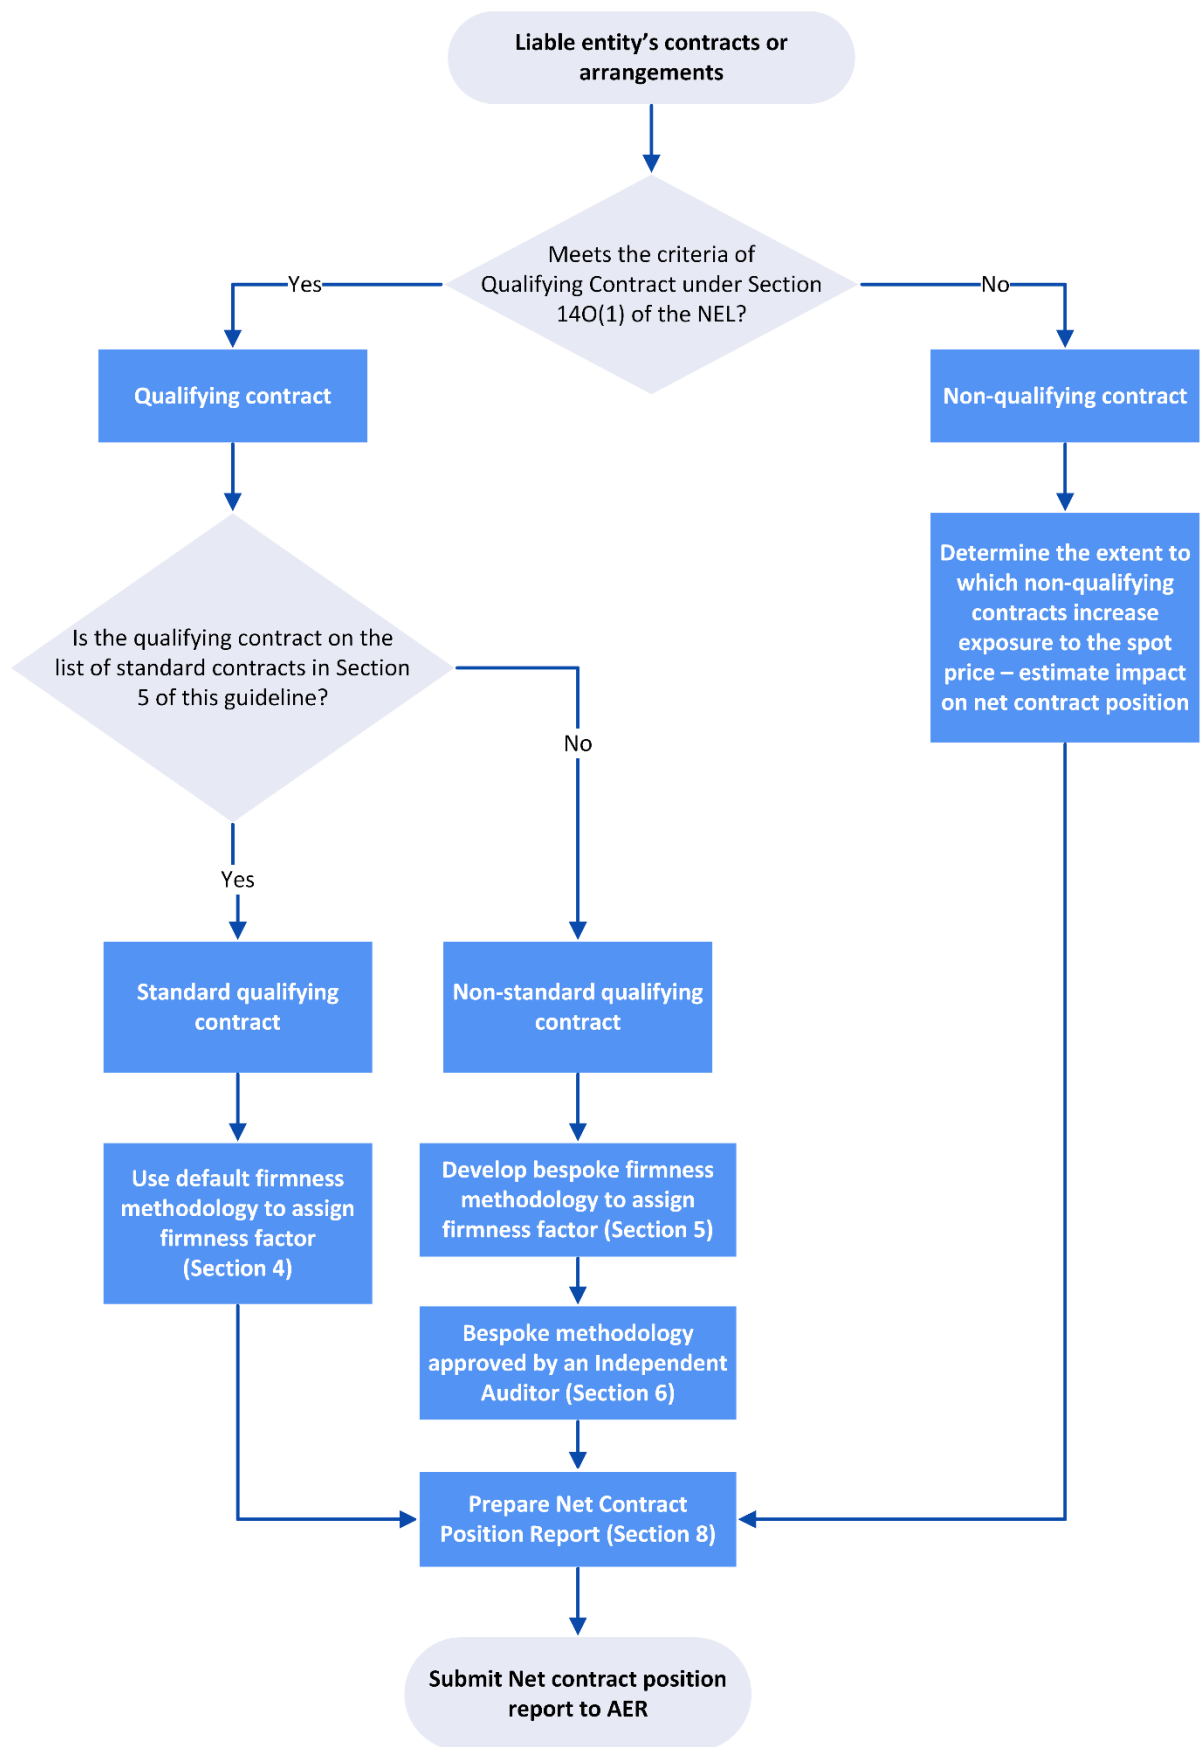 Liable entity’s contracts or
arrangements
Meets the criteria of
Qualifying Contract under Section
14O(1) of the NEL?
Yes
No
Qualifying contract
Non-qualifying contract
Determine the extent to
which non-qualifying
contracts increase
exposure to the spot
price – estimate impact
on net contract position
Is the qualifying contract on the
list of standard contracts in Section
5 of this guideline?
No
Yes
Standard qualifying
contract
Non-standard qualifying
contract
Use default firmness
methodology to assign
firmness factor
(Section 4)
Develop bespoke firmness
methodology to assign
firmness factor (Section 5)
Bespoke methodology
approved by an Independent
Auditor (Section 6)
Prepare Net Contract
Position Report (Section 8)
Submit Net contract position
report to AER